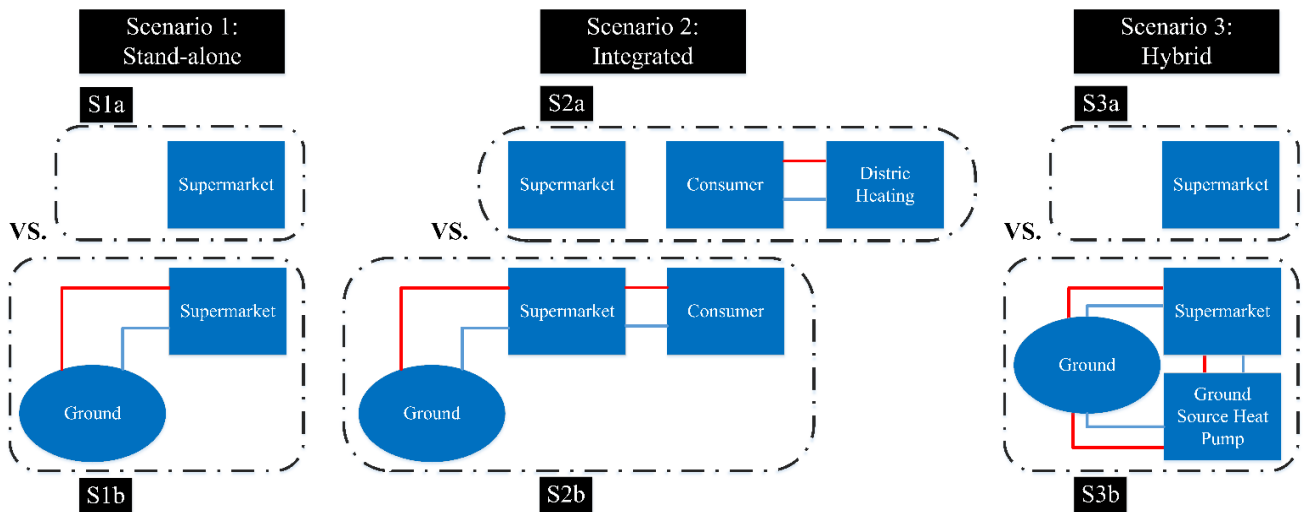 Scenario 1:
Stand-alone
Scenario 2:
Integrated
Scenario 3:
Hybrid
S1a
S2a
S3a
Supermarket
Supermarket
Consumer
Distric
Heating
Supermarket
VS.
VS.
VS.
Supermarket
Ground
Supermarket
Consumer
Ground
Supermarket
Ground
Ground
Source Heat
Pump
S1b
S2b
S3b